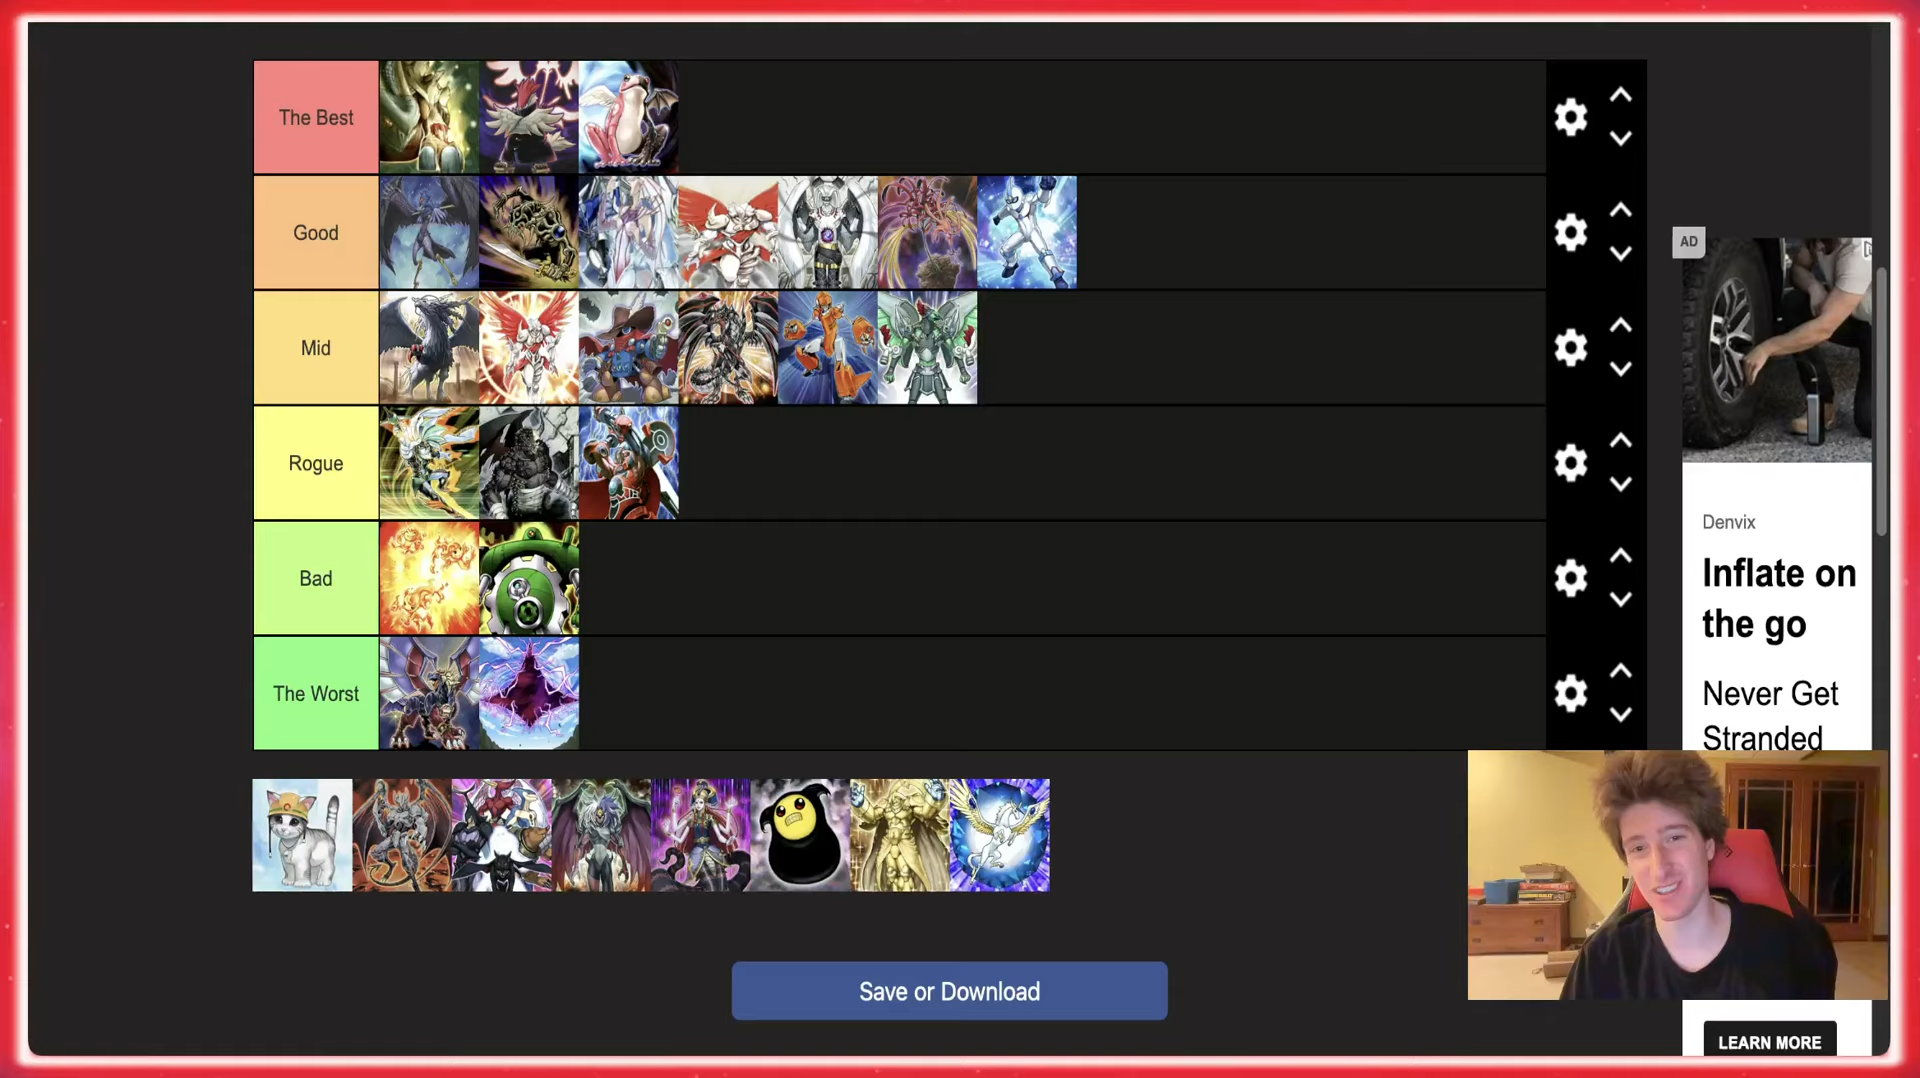 The Best
Good
Mid
Rogue
Bad
The Worst
Save or Download
AD
Denvix
Inflate on
the go
Never Get
Stranded
LEARN MORE